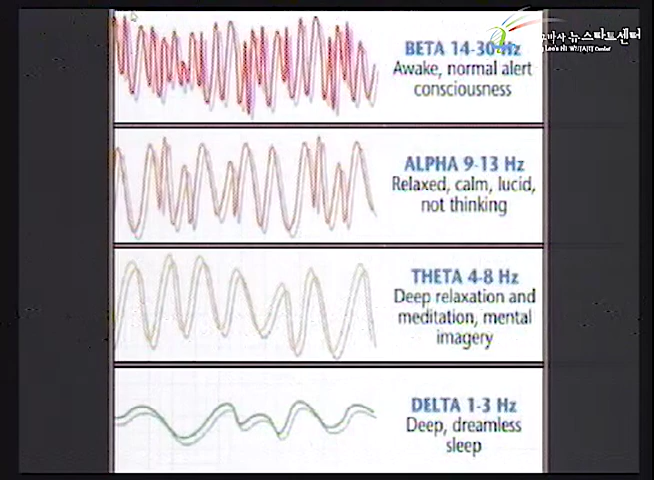 뉴스타트센터
BETA 14-30 Hz
Awake, normal alert
consciousness
ALPHA 9-13 Hz
Relaxed, calm, lucid,
not thinking
THETA 4-8 Hz
Deep relaxation and
meditation, mental
imagery
DELTA 1-3 Hz
Deep, dreamless
sleep